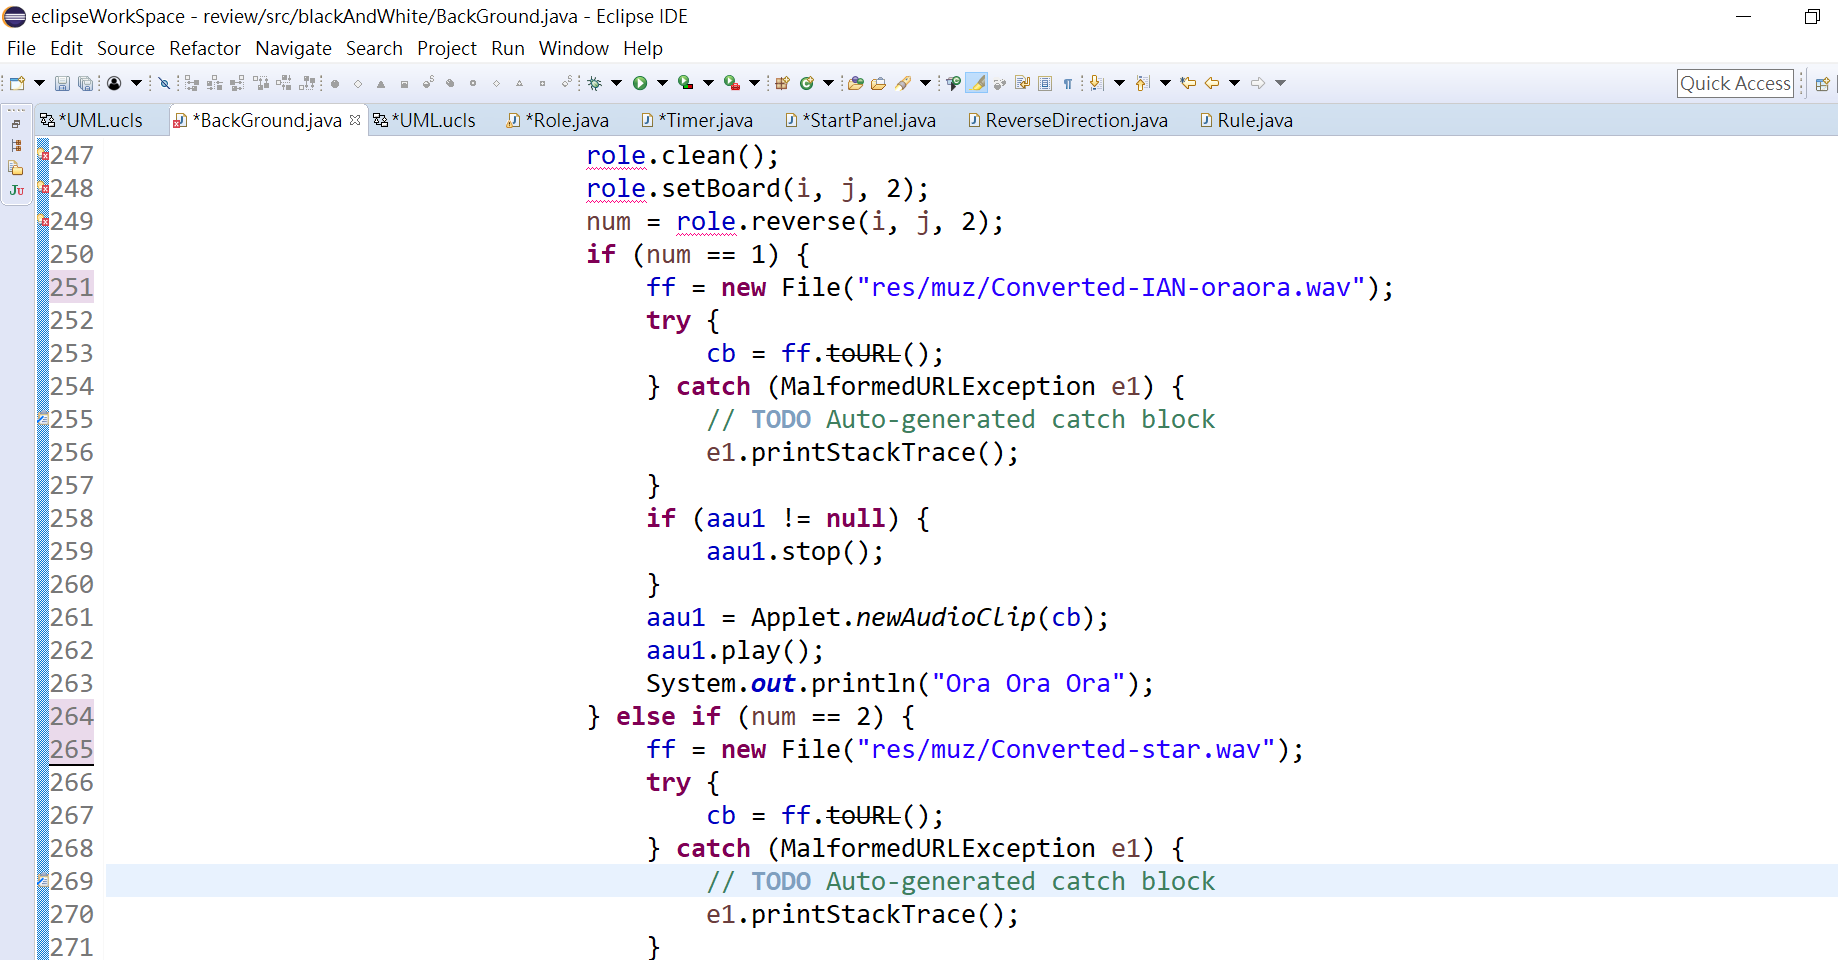 eclipseWorkSpace - review/src/blackAndWhite/BackGround.java - Eclipse IDE
File Edit Source Refactor Navigate Search Project Run Window Help
Quick Access
*UML.ucls *BackGround.java *UML.ucls *Role.java *Timer.java *StartPanel.java ReverseDirection.java Rule.java
247 role.clean();
248 role.setBoard(i, j, 2);
249 num = role.reverse(i, j, 2);
250 if (num == 1) {
251 ff = new File("res/muz/Converted-IAN-oraora.wav");
252 try {
253 cb = ff.toURL();
254 } catch (MalformedURLException e1) {
255 // TODO Auto-generated catch block
256 e1.printStackTrace();
257 }
258 if (aau1 != null) {
259 aau1.stop();
260 }
261 aau1 = Applet.newAudioClip(cb);
262 aau1.play();
263 System.out.println("Ora Ora Ora");
264 } else if (num == 2) {
265 ff = new File("res/muz/Converted-star.wav");
266 try {
267 cb = ff.toURL();
268 } catch (MalformedURLException e1) {
269 // TODO Auto-generated catch block
270 e1.printStackTrace();
271 }